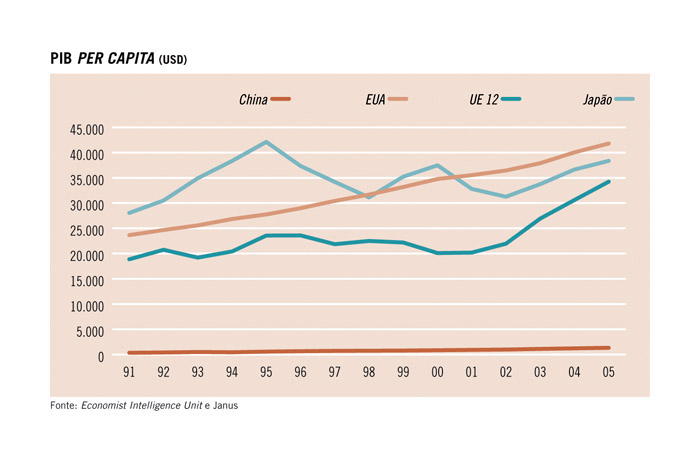 PIB PER CAPITA (USD)
China EUA UE 12 Japão
45.000
40.000
35.000
30.000
25.000
20.000
15.000
10.000
5.000
0
91 92 93 94 95 96 97 98 99 00 01 02 03 04 05
Fonte: Economist Intelligence Unit e Janus